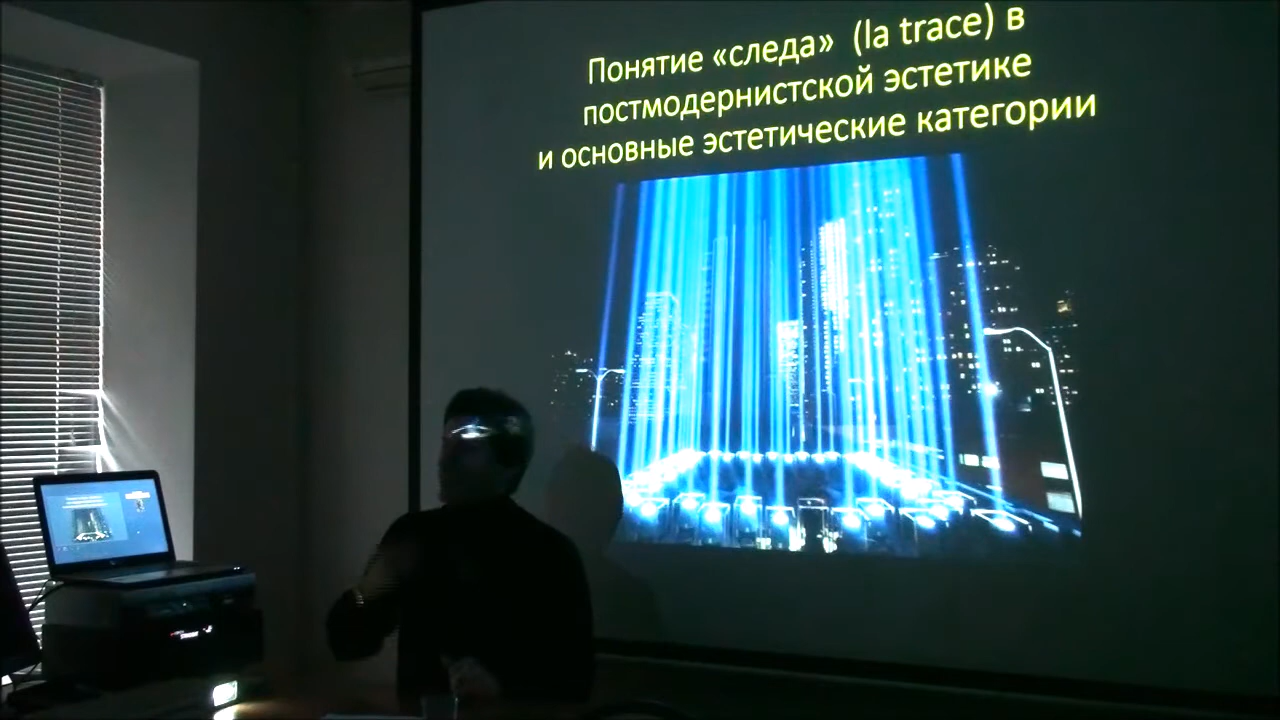 Понятие «следа» (la trace) в
постмодернистской эстетике
и основные эстетические категории